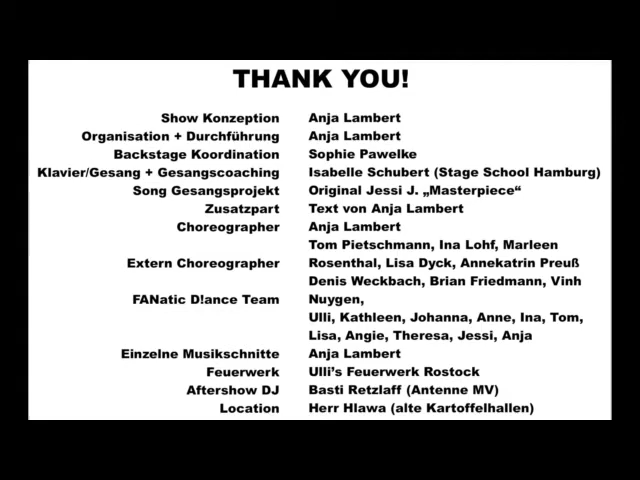 THANK YOU!
Show Konzeption Anja Lambert
Organisation + Durchführung Anja Lambert
Backstage Koordination Sophie Pawelke
Klavier/Gesang + Gesangscoaching Isabelle Schubert (Stage School Hamburg)
Song Gesangsprojekt Original Jessi J. „Masterpiece“
Zusatzpart Text von Anja Lambert
Choreographer Anja Lambert
Tom Pietschmann, Ina Lohf, Marleen
Extern Choreographer Rosenthal, Lisa Dyck, Annekatrin Preuß
Denis Weckbach, Brian Friedmann, Vinh
FANatic D!ance Team Nuygen,
Ulli, Kathleen, Johanna, Anne, Ina, Tom,
Lisa, Angie, Theresa, Jessi, Anja
Einzelne Musikschnitte Anja Lambert
Feuerwerk Ulli’s Feuerwerk Rostock
Aftershow DJ Basti Retzlaff (Antenne MV)
Location Herr Hlawa (alte Kartoffelhallen)